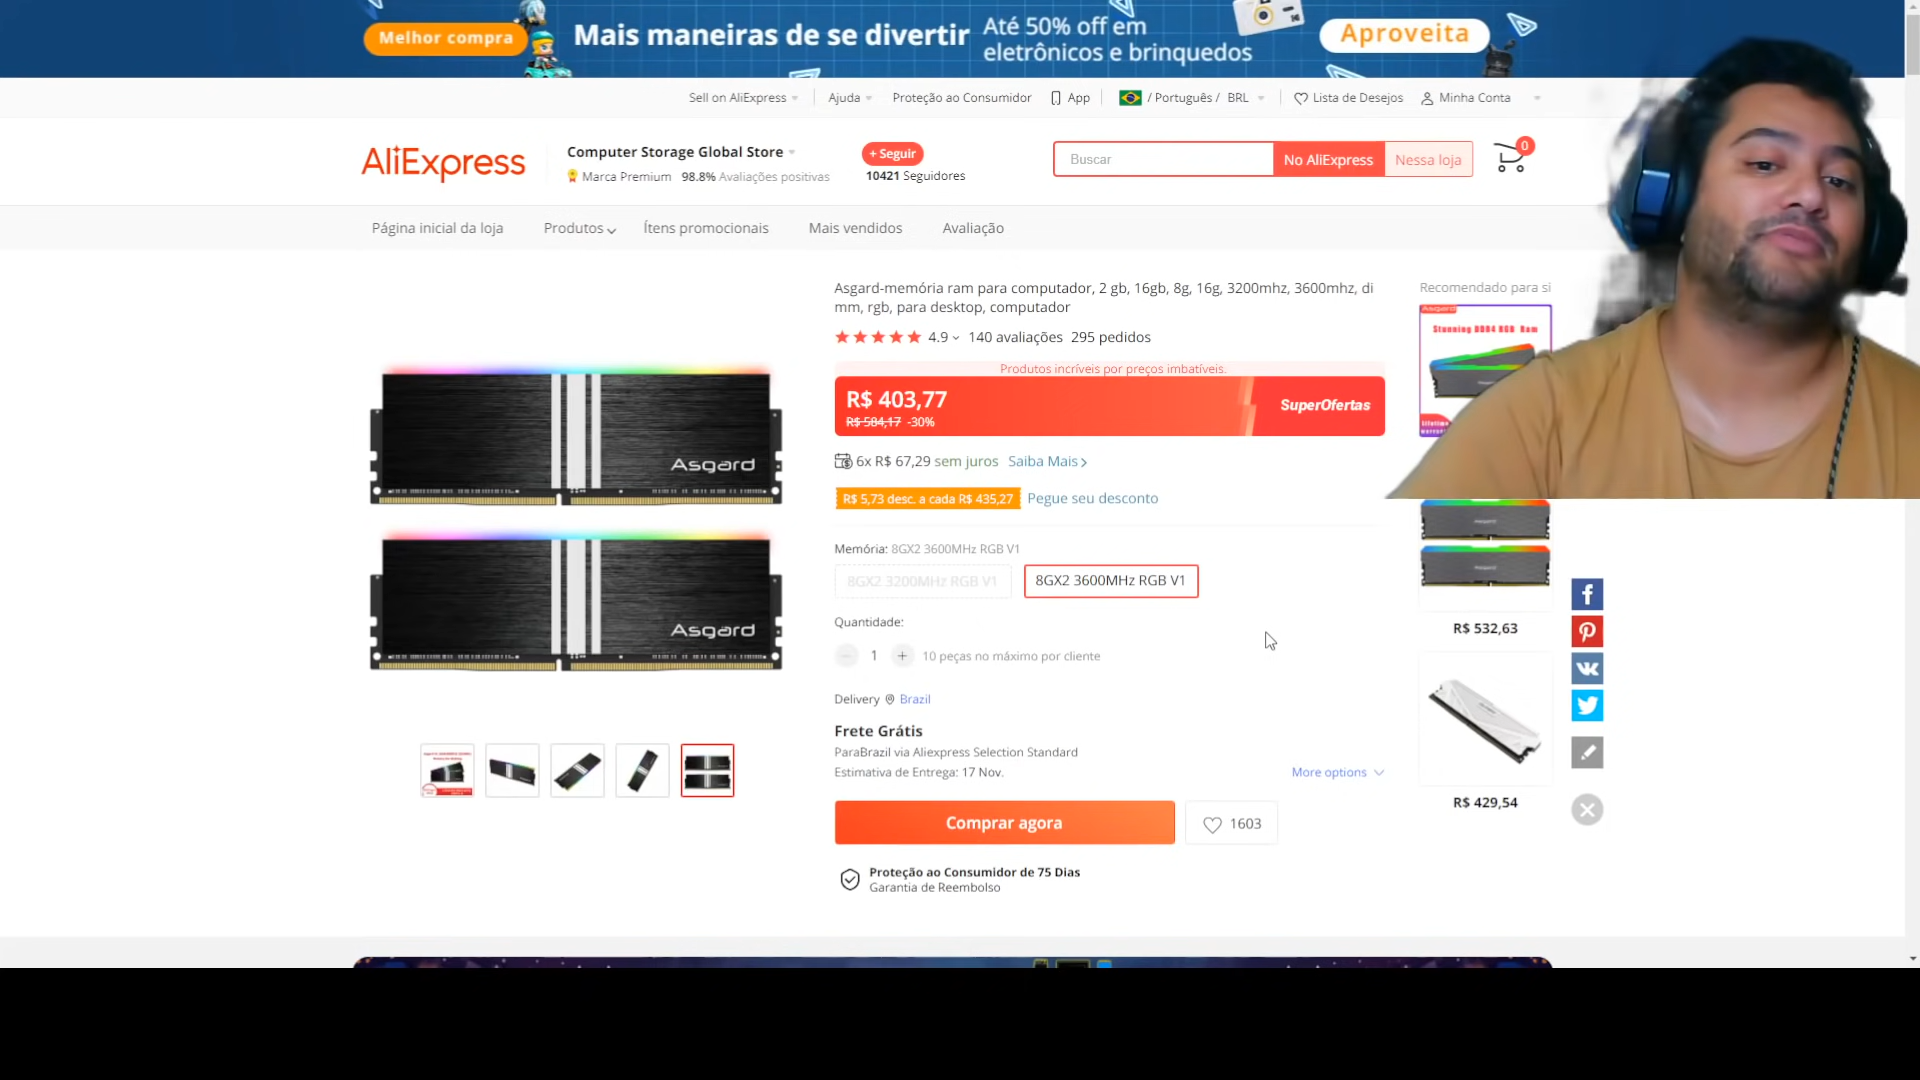 Melhor compra
Mais maneiras de se divertir
Até 50% off em
eletrônicos e brinquedos
Aproveita
Sell on AliExpress
Ajuda
Proteção ao Consumidor
App
/ Português / BRL
Lista de Desejos
Minha Conta
AliExpress
Computer Storage Global Store
Marca Premium 98.8% Avaliações positivas
+ Seguir
10421 Seguidores
Buscar
No AliExpress
Nessa loja
0
Página inicial da loja
Produtos
Ítens promocionais
Mais vendidos
Avaliação
Asgard-memória ram para computador, 2 gb, 16gb, 8g, 16g, 3200mhz, 3600mhz, di
mm, rgb, para desktop, computador
4.9 140 avaliações 295 pedidos
Produtos incríveis por preços imbatíveis.
R$ 403,77
R$ 584,17 -30%
SuperOfertas
6x R$ 67,29 sem juros Saiba Mais
R$ 5,73 desc. a cada R$ 435,27 Pegue seu desconto
Memória: 8GX2 3600MHz RGB V1
8GX2 3200MHz RGB V1
8GX2 3600MHz RGB V1
Quantidade:
1
10 peças no máximo por cliente
Delivery Brazil
Frete Grátis
ParaBrazil via Aliexpress Selection Standard
Estimativa de Entrega: 17 Nov.
More options
Comprar agora
1603
Proteção ao Consumidor de 75 Dias
Garantia de Reembolso
Asgard
Asgard
Recomendado para si
Asgard
Stunning DDR4 RGB Ram
R$ 532,63
R$ 429,54